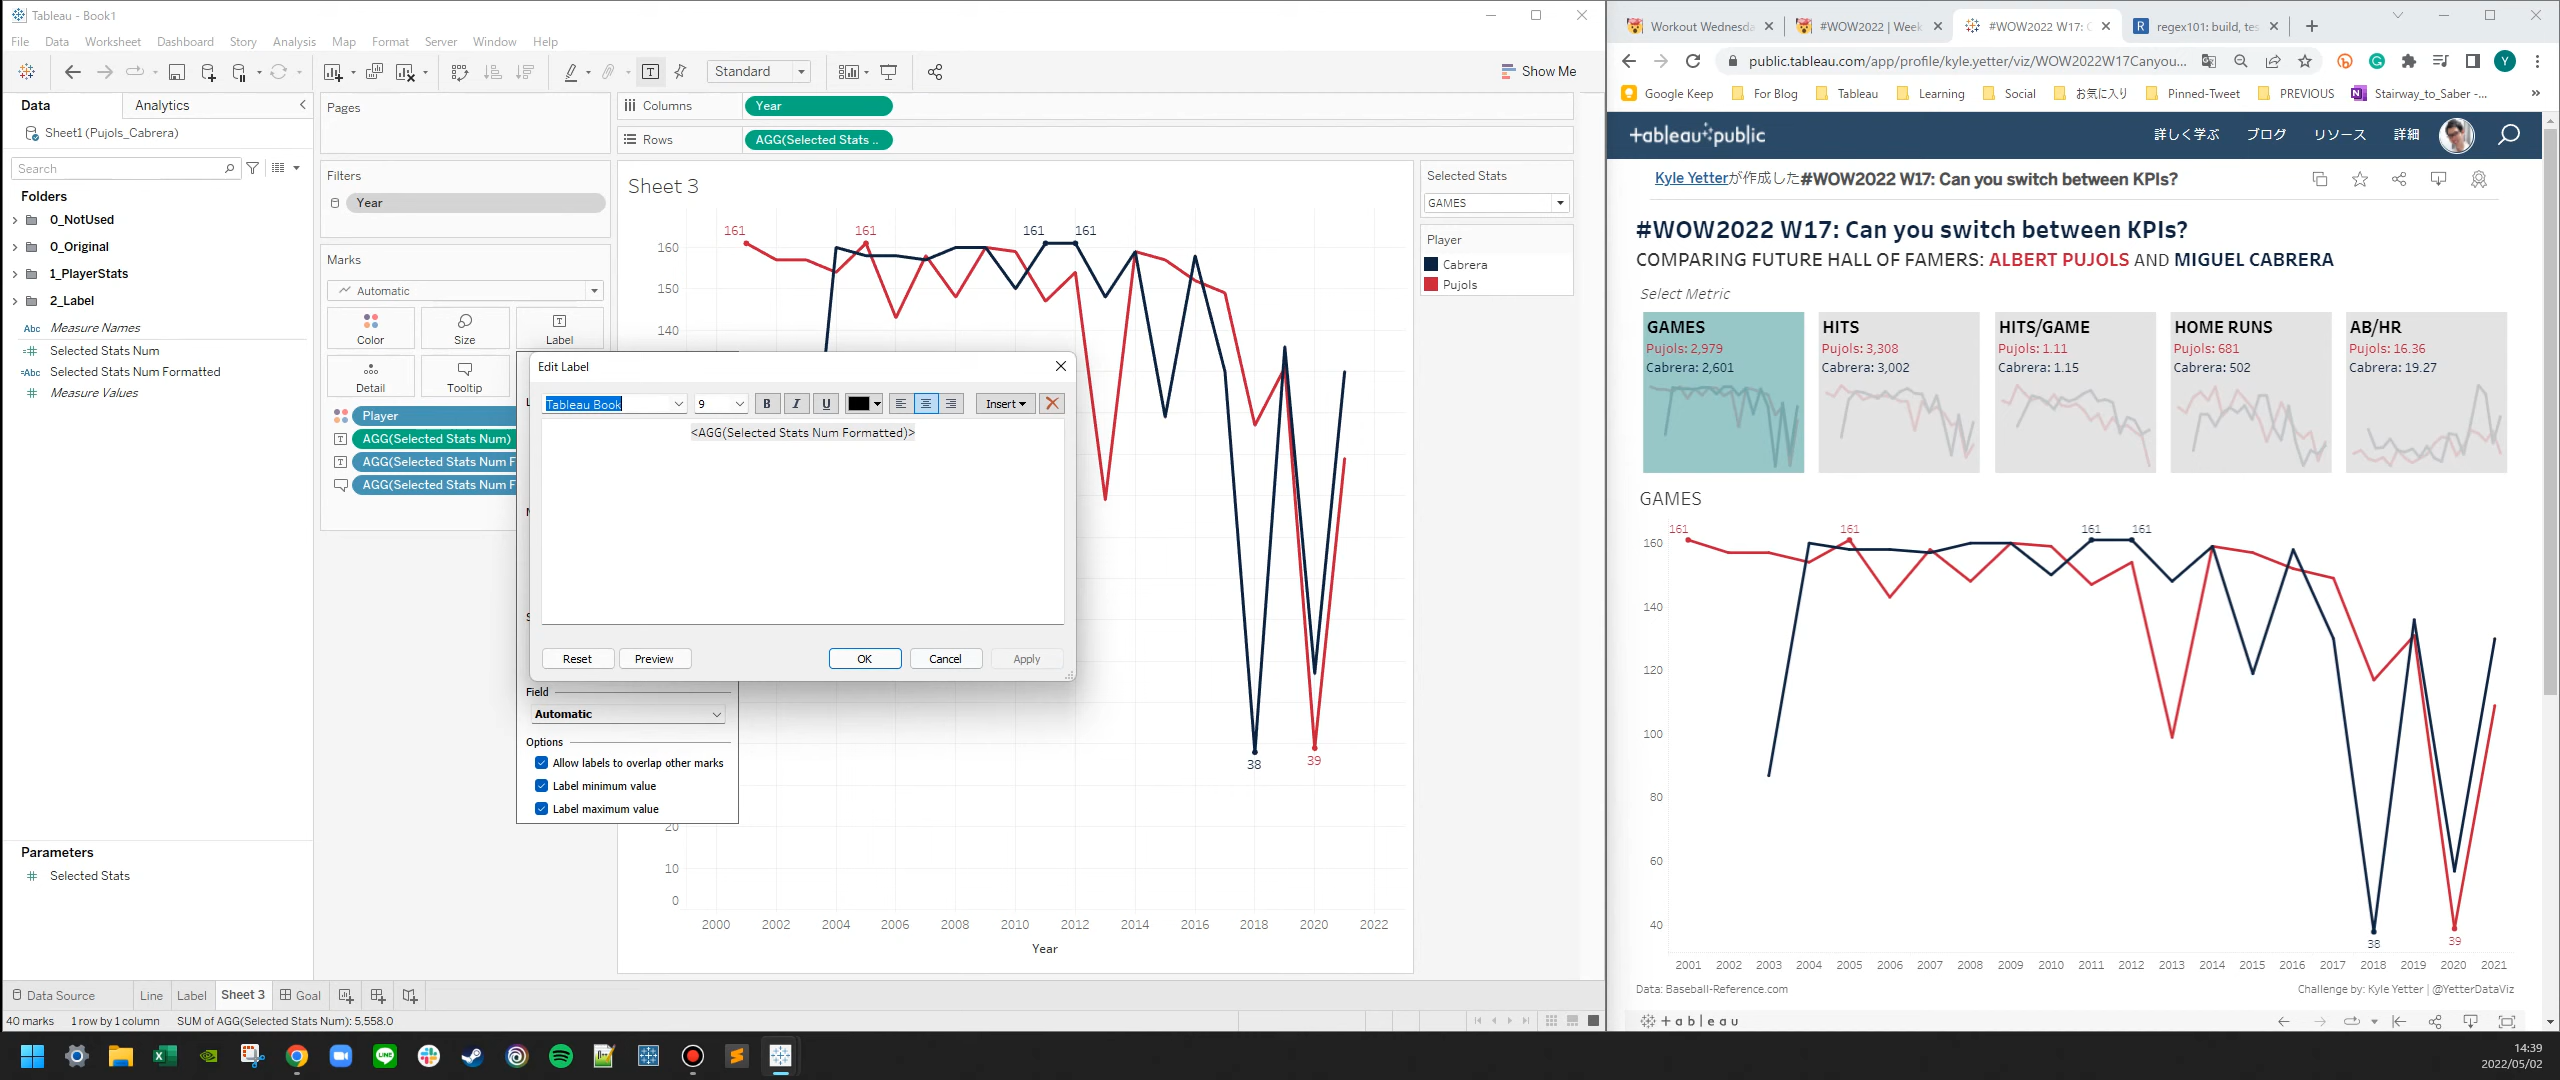 Tableau - Book1
File Data Worksheet Dashboard Story Analysis Map Format Server Window Help
Standard
Show Me
Data
Analytics
Sheet1 (Pujols_Cabrera)
Search
Folders
0_NotUsed
0_Original
1_PlayerStats
2_Label
Abc Measure Names
Selected Stats Num
=Abc Selected Stats Num Formatted
Measure Values
Parameters
Selected Stats
Pages
Filters
Year
Marks
Automatic
Color
Size
Label
Detail
Tooltip
Player
AGG(Selected Stats Num)
AGG(Selected Stats Num F
AGG(Selected Stats Num F
Columns
Year
Rows
AGG(Selected Stats ..
Sheet 3
161
161
161
161
160
150
140
20
10
0
38
39
2000 2002 2004 2006 2008 2010 2012 2014 2016 2018 2020 2022
Year
Selected Stats
GAMES
Player
Cabrera
Pujols
Edit Label
Tableau Book
9
B I U
Insert
<AGG(Selected Stats Num Formatted)>
Reset
Preview
OK
Cancel
Apply
Field
Automatic
Options
Allow labels to overlap other marks
Label minimum value
Label maximum value
Data Source
Line
Label
Sheet 3
Goal
40 marks 1 row by 1 column SUM of AGG(Selected Stats Num): 5,558.0
Workout Wednesda
#WOW2022 | Week
#WOW2022 W17: C
regex101: build, tes
public.tableau.com/app/profile/kyle.yetter/viz/WOW2022W17Canyou...
Y
Google Keep
For Blog
Tableau
Learning
Social
お気に入り
Pinned-Tweet
PREVIOUS
Stairway_to_Saber -...
+ableau public
詳しく学ぶ
ブログ
リソース
詳細
Kyle Yetterが作成した#WOW2022 W17: Can you switch between KPIs?
#WOW2022 W17: Can you switch between KPIs?
COMPARING FUTURE HALL OF FAMERS: ALBERT PUJOLS AND MIGUEL CABRERA
Select Metric
GAMES
Pujols: 2,979
Cabrera: 2,601
HITS
Pujols: 3,308
Cabrera: 3,002
HITS/GAME
Pujols: 1.11
Cabrera: 1.15
HOME RUNS
Pujols: 681
Cabrera: 502
AB/HR
Pujols: 16.36
Cabrera: 19.27
GAMES
161
161
161
161
160
140
120
100
80
60
40
38
39
2001 2002 2003 2004 2005 2006 2007 2008 2009 2010 2011 2012 2013 2014 2015 2016 2017 2018 2019 2020 2021
Data: Baseball-Reference.com
Challenge by: Kyle Yetter | @YetterDataViz
+ableau
14:39
2022/05/02